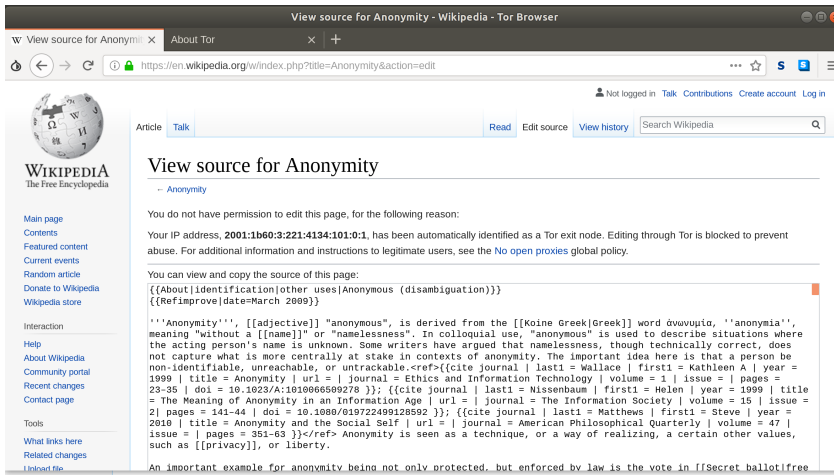 View source for Anonymity - Wikipedia - Tor Browser
View source for Anonymit
About Tor
https://en.wikipedia.org/w/index.php?title=Anonymity&action=edit
Not logged in Talk Contributions Create account Log in
Article Talk Read Edit source View history Search Wikipedia
WIKIPEDIA
The Free Encyclopedia
Main page
Contents
Featured content
Current events
Random article
Donate to Wikipedia
Wikipedia store
Interaction
Help
About Wikipedia
Community portal
Recent changes
Contact page
Tools
What links here
Related changes
Upload file
View source for Anonymity
← Anonymity
You do not have permission to edit this page, for the following reason:
Your IP address, 2001:1b60:3:221:4134:101:0:1, has been automatically identified as a Tor exit node. Editing through Tor is blocked to prevent
abuse. For additional information and instructions to legitimate users, see the No open proxies global policy.
You can view and copy the source of this page:
{{About|identification|other uses|Anonymous (disambiguation)}}
{{Refimprove|date=March 2009}}
'''Anonymity''', [[adjective]] "anonymous", is derived from the [[Koine Greek|Greek]] word ἀνωνυμία, ''anonymia'',
meaning "without a [[name]]" or "namelessness". In colloquial use, "anonymous" is used to describe situations where
the acting person's name is unknown. Some writers have argued that namelessness, though technically correct, does
not capture what is more centrally at stake in contexts of anonymity. The important idea here is that a person be
non-identifiable, unreachable, or untrackable.<ref>{{cite journal | last1 = Wallace | first1 = Kathleen A | year =
1999 | title = Anonymity | url = | journal = Ethics and Information Technology | volume = 1 | issue = | pages =
23–35 | doi = 10.1023/A:1010066509278 }}; {{cite journal | last1 = Nissenbaum | first1 = Helen | year = 1999 | title
= The Meaning of Anonymity in an Information Age | url = | journal = The Information Society | volume = 15 | issue =
2| pages = 141–44 | doi = 10.1080/019722499128592 }}; {{cite journal | last1 = Matthews | first1 = Steve | year =
2010 | title = Anonymity and the Social Self | url = | journal = American Philosophical Quarterly | volume = 47 |
issue = | pages = 351–63 }}</ref> Anonymity is seen as a technique, or a way of realizing, a certain other values,
such as [[privacy]], or liberty.
An important example for anonymity being not only protected, but enforced by law is the vote in [[Secret ballot|free